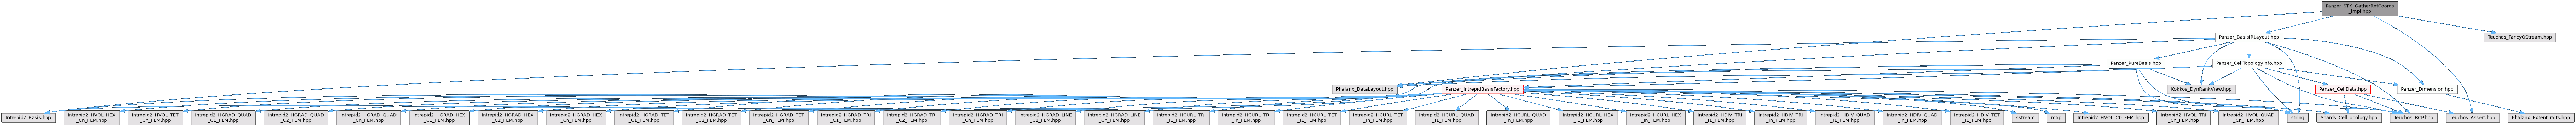 Panzer_STK_GatherRefCoords
_impl.hpp
Panzer_BasisIRLayout.hpp
Teuchos_FancyOStream.hpp
Panzer_PureBasis.hpp
Panzer_CellTopologyInfo.hpp
Phalanx_DataLayout.hpp
Panzer_IntrepidBasisFactory.hpp
Kokkos_DynRankView.hpp
Panzer_CellData.hpp
Panzer_Dimension.hpp
Intrepid2_Basis.hpp
Intrepid2_HVOL_HEX
_Cn_FEM.hpp
Intrepid2_HVOL_TET
_Cn_FEM.hpp
Intrepid2_HGRAD_QUAD
_C1_FEM.hpp
Intrepid2_HGRAD_QUAD
_C2_FEM.hpp
Intrepid2_HGRAD_QUAD
_Cn_FEM.hpp
Intrepid2_HGRAD_HEX
_C1_FEM.hpp
Intrepid2_HGRAD_HEX
_C2_FEM.hpp
Intrepid2_HGRAD_HEX
_Cn_FEM.hpp
Intrepid2_HGRAD_TET
_C1_FEM.hpp
Intrepid2_HGRAD_TET
_C2_FEM.hpp
Intrepid2_HGRAD_TET
_Cn_FEM.hpp
Intrepid2_HGRAD_TRI
_C1_FEM.hpp
Intrepid2_HGRAD_TRI
_C2_FEM.hpp
Intrepid2_HGRAD_TRI
_Cn_FEM.hpp
Intrepid2_HGRAD_LINE
_C1_FEM.hpp
Intrepid2_HGRAD_LINE
_Cn_FEM.hpp
Intrepid2_HCURL_TRI
_I1_FEM.hpp
Intrepid2_HCURL_TRI
_In_FEM.hpp
Intrepid2_HCURL_TET
_I1_FEM.hpp
Intrepid2_HCURL_TET
_In_FEM.hpp
Intrepid2_HCURL_QUAD
_I1_FEM.hpp
Intrepid2_HCURL_QUAD
_In_FEM.hpp
Intrepid2_HCURL_HEX
_I1_FEM.hpp
Intrepid2_HCURL_HEX
_In_FEM.hpp
Intrepid2_HDIV_TRI
_I1_FEM.hpp
Intrepid2_HDIV_TRI
_In_FEM.hpp
Intrepid2_HDIV_QUAD
_I1_FEM.hpp
Intrepid2_HDIV_QUAD
_In_FEM.hpp
Intrepid2_HDIV_TET
_I1_FEM.hpp
sstream
map
Intrepid2_HVOL_C0_FEM.hpp
Intrepid2_HVOL_TRI
_Cn_FEM.hpp
Intrepid2_HVOL_QUAD
_Cn_FEM.hpp
string
Shards_CellTopology.hpp
Teuchos_RCP.hpp
Teuchos_Assert.hpp
Phalanx_ExtentTraits.hpp